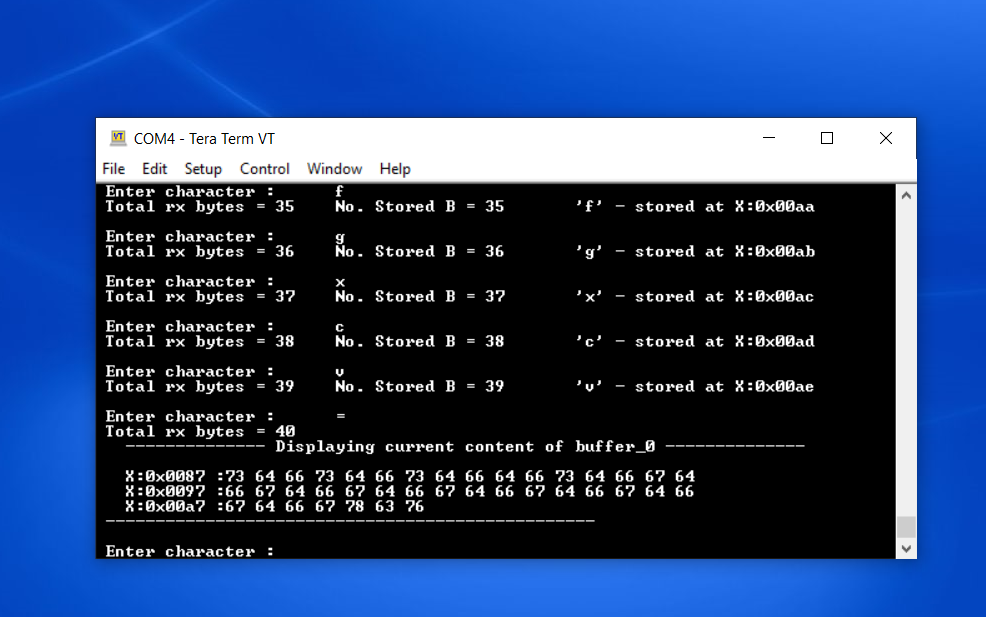 VT COM4 - Tera Term VT
File Edit Setup Control Window Help
Enter character : f
Total rx bytes = 35 No. Stored B = 35 'f' - stored at X:0x00aa
Enter character : g
Total rx bytes = 36 No. Stored B = 36 'g' - stored at X:0x00ab
Enter character : x
Total rx bytes = 37 No. Stored B = 37 'x' - stored at X:0x00ac
Enter character : c
Total rx bytes = 38 No. Stored B = 38 'c' - stored at X:0x00ad
Enter character : v
Total rx bytes = 39 No. Stored B = 39 'v' - stored at X:0x00ae
Enter character : =
Total rx bytes = 40
-------------- Displaying current content of buffer_0 --------------
X:0x0087 :73 64 66 73 64 66 73 64 66 64 66 73 64 66 67 64
X:0x0097 :66 67 64 66 67 64 66 67 64 66 67 64 66 67 64 66
X:0x00a7 :67 64 66 67 78 63 76
-------------------------------------------------
Enter character :